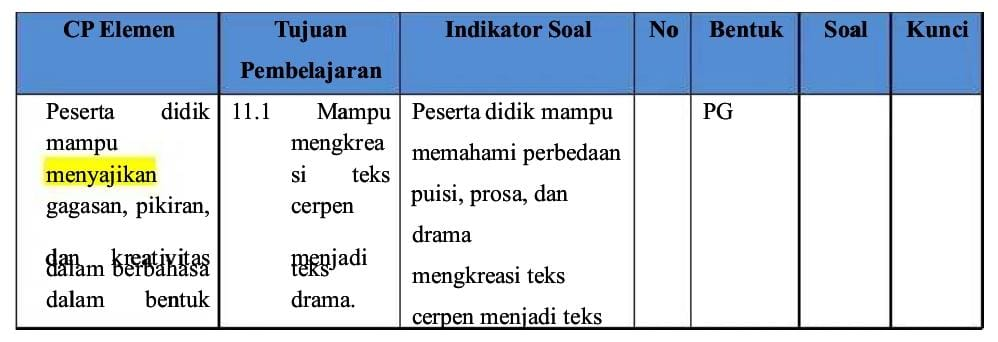 CP Elemen
Tujuan
Pembelajaran
Indikator Soal
No
Bentuk
Soal
Kunci
Peserta didik
mampu
menyajikan
gagasan, pikiran,
dan kreativitas
dalam berbahasa
dalam bentuk
11.1 Mampu
mengkrea
si teks
cerpen
menjadi
teks
drama.
Peserta didik mampu
memahami perbedaan
puisi, prosa, dan
drama
mengkreasi teks
cerpen menjadi teks
PG